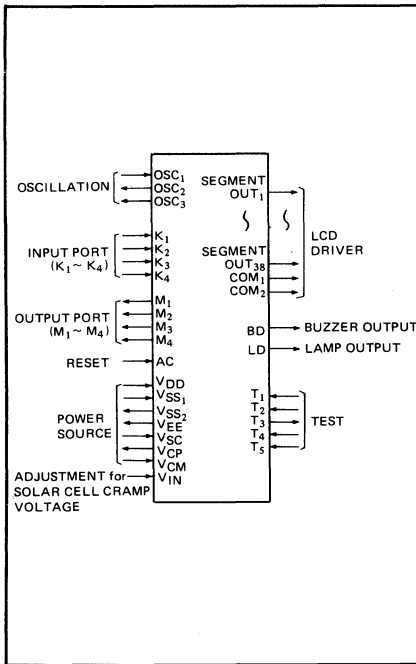 OSCILLATION
OSC₁
OSC₂
OSC₃
INPUT PORT
(K₁ ~ K₄)
K₁
K₂
K₃
K₄
OUTPUT PORT
(M₁ ~ M₄)
M₁
M₂
M₃
M₄
RESET
AC
POWER
SOURCE
VDD
VSS₁
VSS₂
VEE
VSC
VCP
VCM
ADJUSTMENT for
SOLAR CELL CRAMP
VOLTAGE
VIN
SEGMENT
OUT₁
SEGMENT
OUT₃₈
COM₁
COM₂
LCD
DRIVER
BD
BUZZER OUTPUT
LD
LAMP OUTPUT
T₁
T₂
T₃
T₄
T₅
TEST